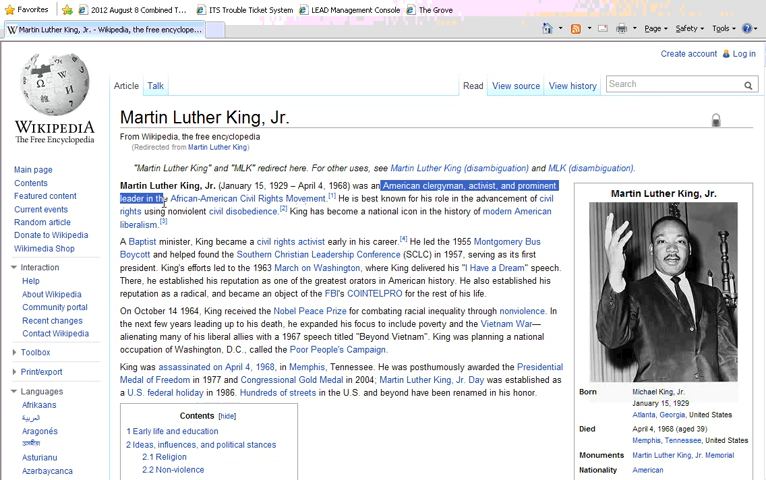 Favorites
2012 August 8 Combined T...
ITS Trouble Ticket System
LEAD Management Console
The Grove
Martin Luther King, Jr. - Wikipedia, the free encyclope...
Page
Safety
Tools
Create account
Log in
Article
Talk
Read
View source
View history
Search
WIKIPEDIA
The Free Encyclopedia
Main page
Contents
Featured content
Current events
Random article
Donate to Wikipedia
Wikimedia Shop
Interaction
Help
About Wikipedia
Community portal
Recent changes
Contact Wikipedia
Toolbox
Print/export
Languages
Afrikaans
العربية
Aragonés
অসমীয়া
Asturianu
Azərbaycanca
Martin Luther King, Jr.
From Wikipedia, the free encyclopedia
(Redirected from Martin Luther King)
"Martin Luther King" and "MLK" redirect here. For other uses, see Martin Luther King (disambiguation) and MLK (disambiguation).
Martin Luther King, Jr. (January 15, 1929 – April 4, 1968) was an American clergyman, activist, and prominent
leader in the African-American Civil Rights Movement.[1] He is best known for his role in the advancement of civil
rights using nonviolent civil disobedience.[2] King has become a national icon in the history of modern American
liberalism.[3]
A Baptist minister, King became a civil rights activist early in his career.[4] He led the 1955 Montgomery Bus
Boycott and helped found the Southern Christian Leadership Conference (SCLC) in 1957, serving as its first
president. King's efforts led to the 1963 March on Washington, where King delivered his "I Have a Dream" speech.
There, he established his reputation as one of the greatest orators in American history. He also established his
reputation as a radical, and became an object of the FBI's COINTELPRO for the rest of his life.
On October 14 1964, King received the Nobel Peace Prize for combating racial inequality through nonviolence. In
the next few years leading up to his death, he expanded his focus to include poverty and the Vietnam War—
alienating many of his liberal allies with a 1967 speech titled "Beyond Vietnam". King was planning a national
occupation of Washington, D.C., called the Poor People's Campaign.
King was assassinated on April 4, 1968, in Memphis, Tennessee. He was posthumously awarded the Presidential
Medal of Freedom in 1977 and Congressional Gold Medal in 2004; Martin Luther King, Jr. Day was established as
a U.S. federal holiday in 1986. Hundreds of streets in the U.S. and beyond have been renamed in his honor.
Contents [hide]
1 Early life and education
2 Ideas, influences, and political stances
2.1 Religion
2.2 Non-violence
Martin Luther King, Jr.
Born Michael King, Jr.
January 15, 1929
Atlanta, Georgia, United States
Died April 4, 1968 (aged 39)
Memphis, Tennessee, United States
Monuments Martin Luther King, Jr. Memorial
Nationality American